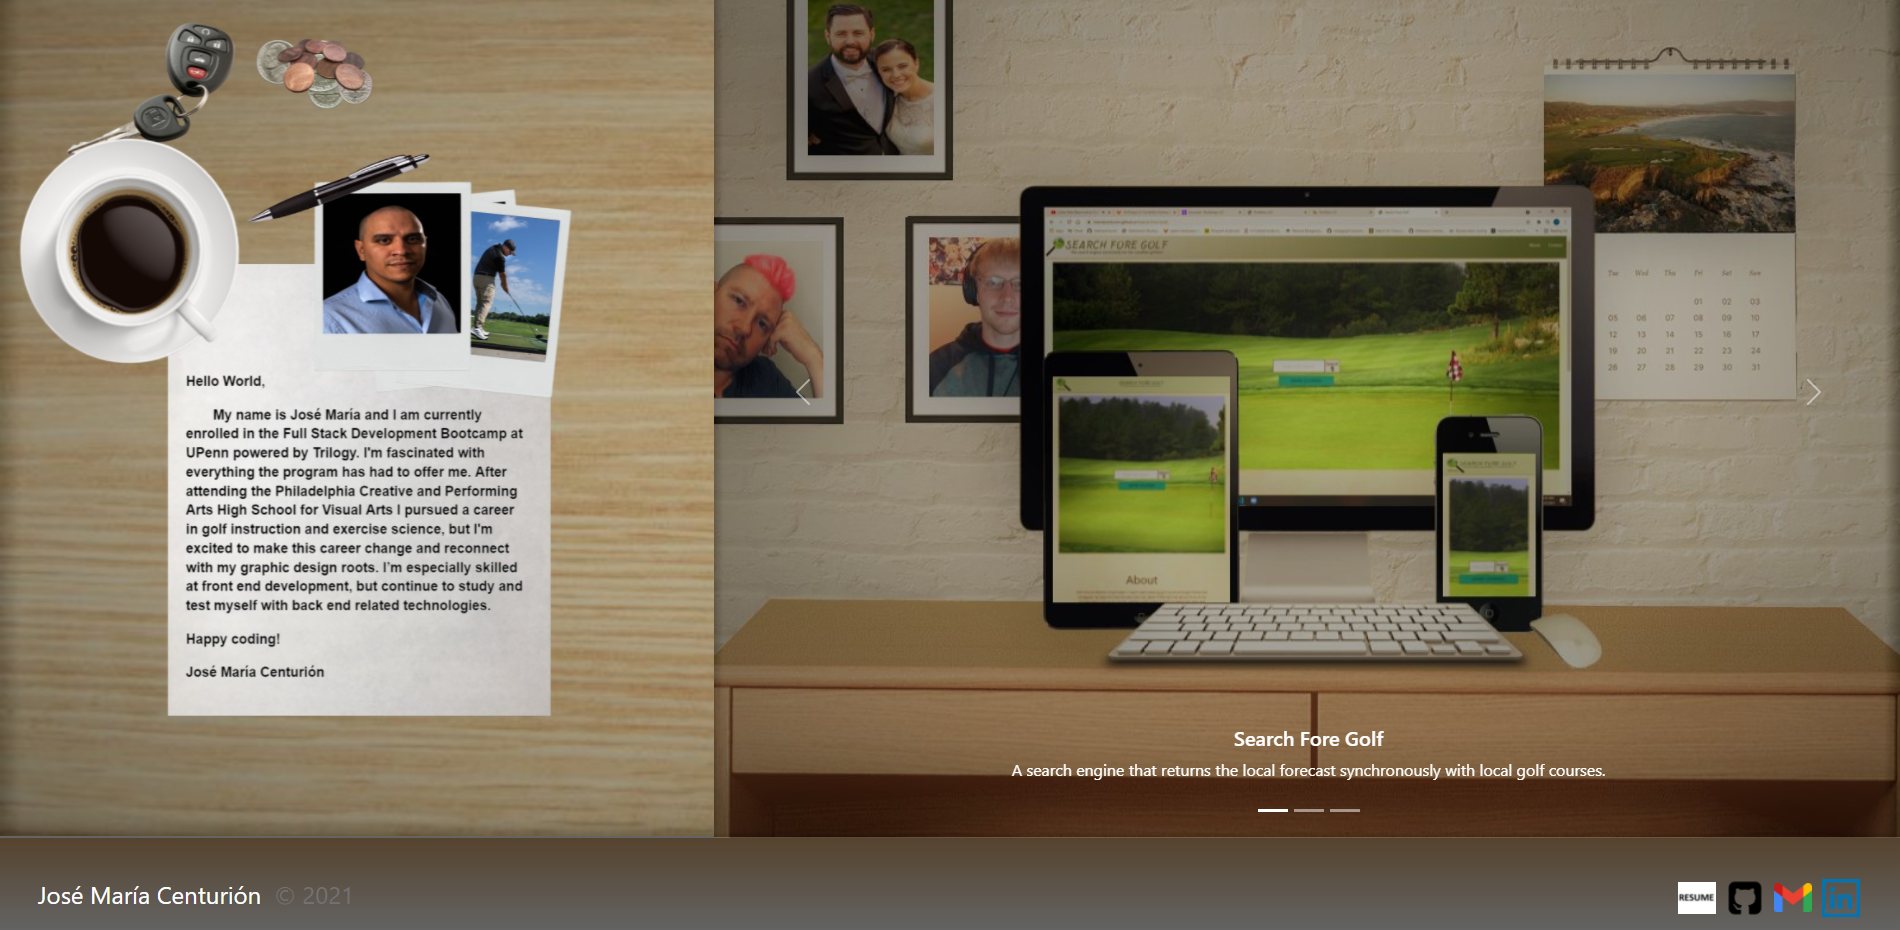 Hello World,
My name is José María and I am currently
enrolled in the Full Stack Development Bootcamp at
UPenn powered by Trilogy. I'm fascinated with
everything the program has had to offer me. After
attending the Philadelphia Creative and Performing
Arts High School for Visual Arts I pursued a career
in golf instruction and exercise science, but I'm
excited to make this career change and reconnect
with my graphic design roots. I'm especially skilled
at front end development, but continue to study and
test myself with back end related technologies.
Happy coding!
José María Centurión
SEARCH FORE GOLF
SEARCH FORE GOLF
About
SEARCH FORE GOLF
Tue Wed Thu Fri Sat Sun
01 02 03
05 06 07 08 09 10
12 13 14 15 16 17
19 20 21 22 23 24
26 27 28 29 30 31
Search Fore Golf
A search engine that returns the local forecast synchronously with local golf courses.
José María Centurión © 2021
RESUME
in